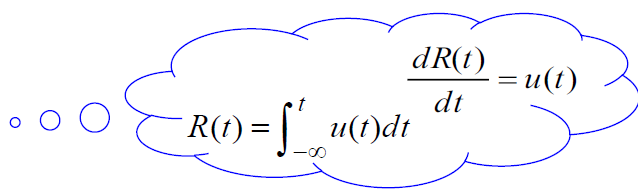 dR(t)/dt = u(t)
R(t) = ∫_{-∞}^{t} u(t)dt